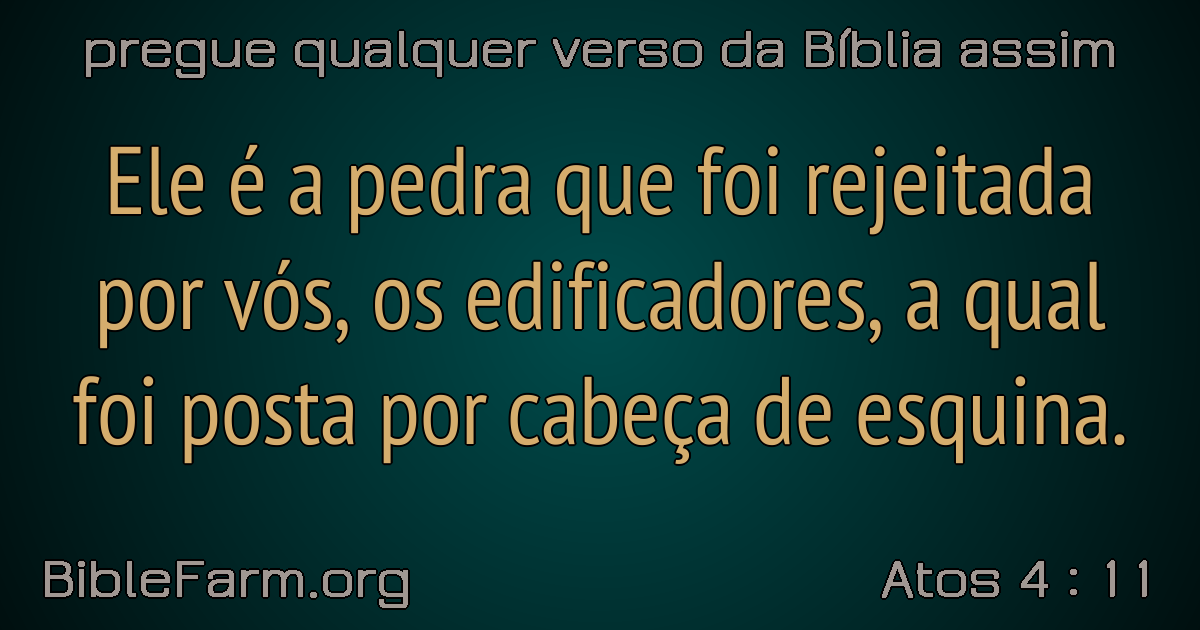 pregue qualquer verso da Bíblia assim
Ele é a pedra que foi rejeitada
por vós, os edificadores, a qual
foi posta por cabeça de esquina.
BibleFarm.org
Atos 4 : 11